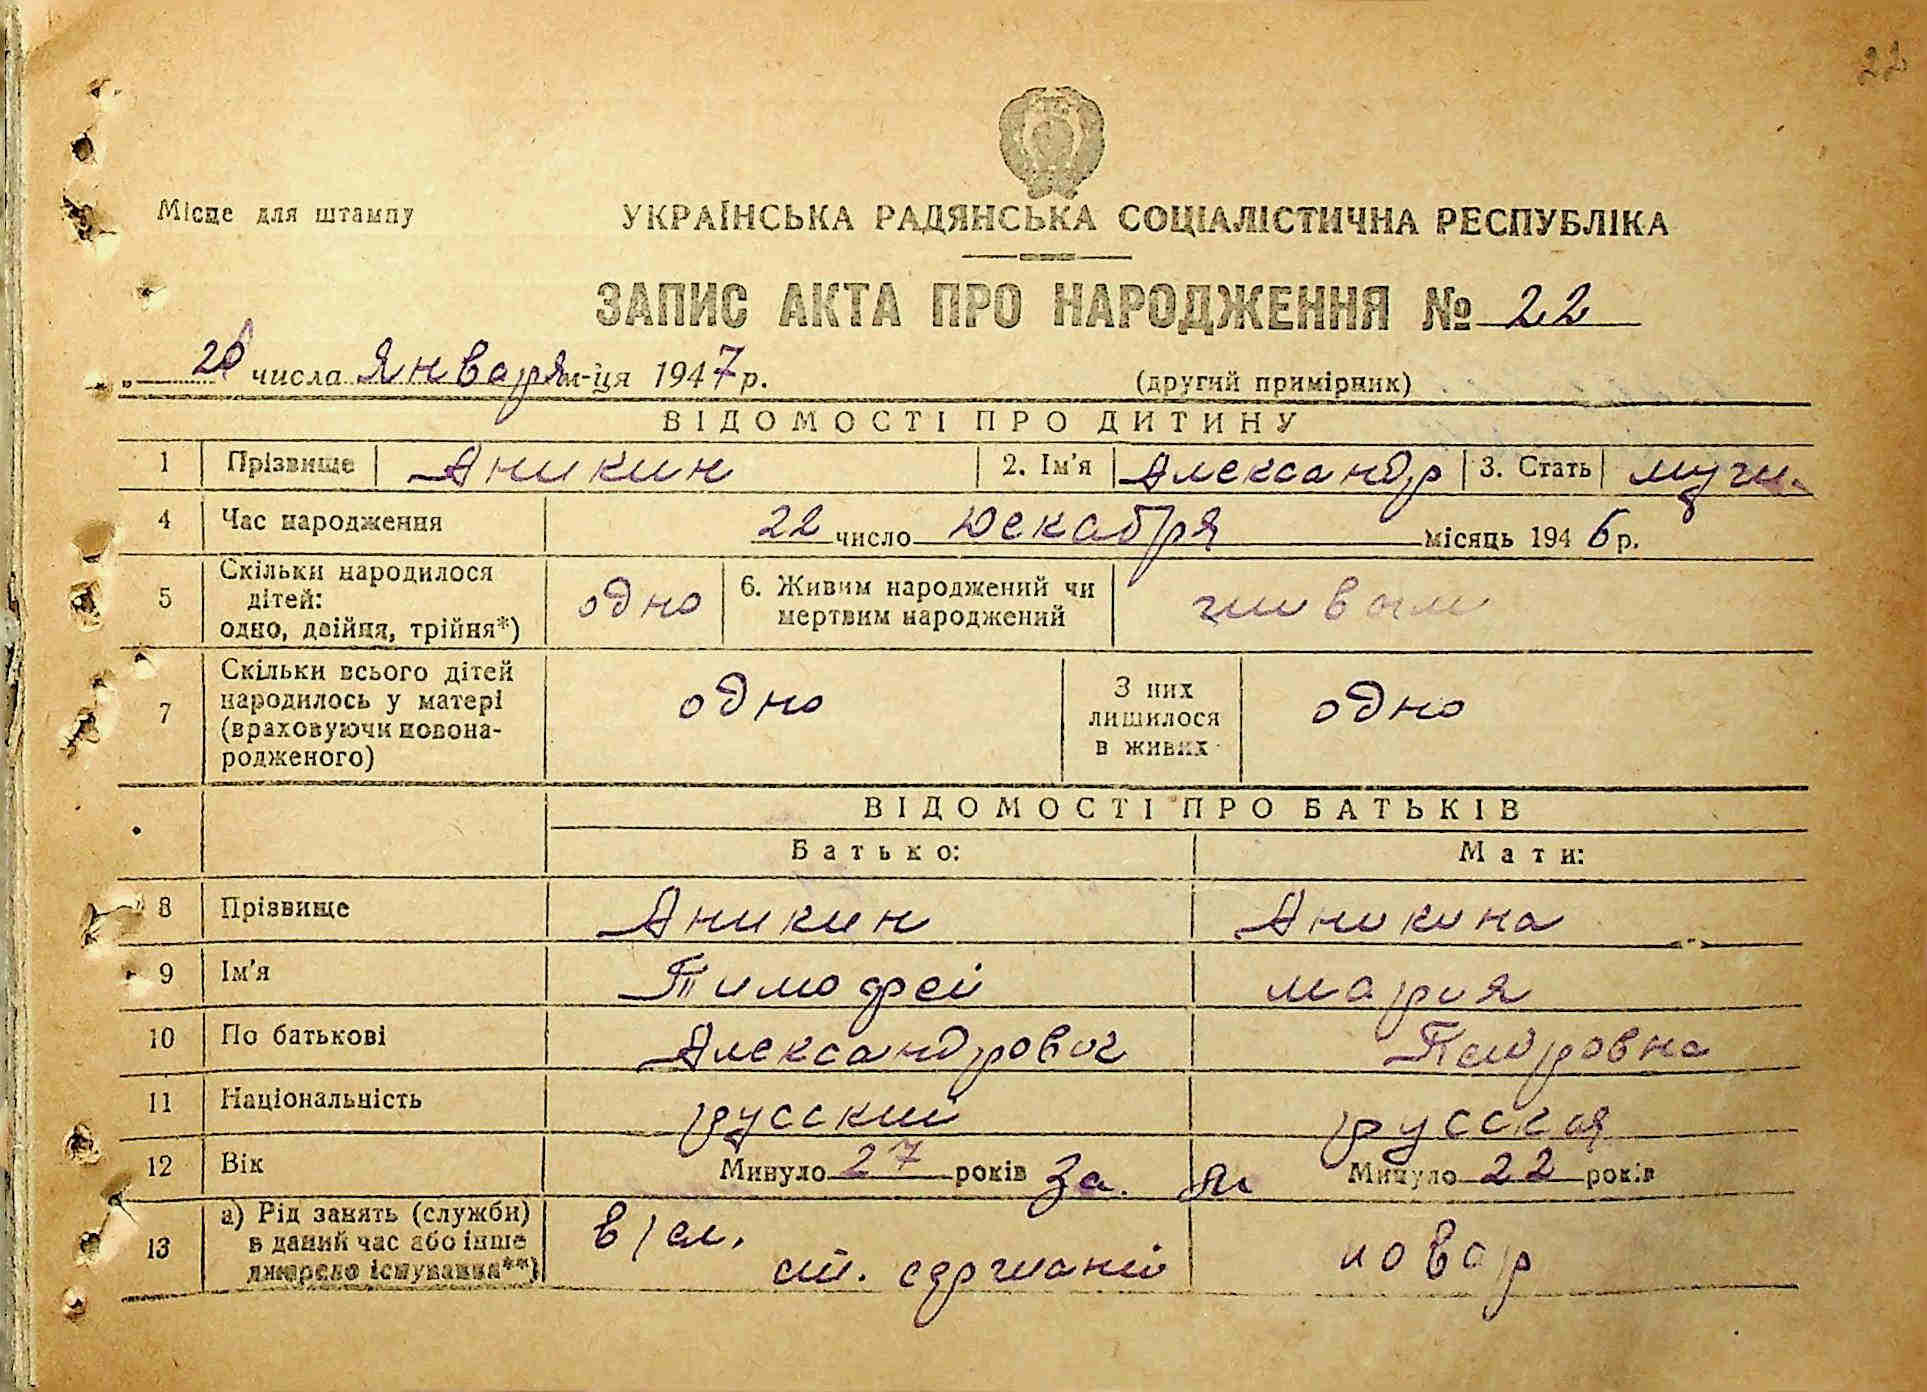 22
Місце для штампу
УКРАЇНСЬКА РАДЯНСЬКА СОЦІАЛІСТИЧНА РЕСПУБЛІКА
ЗАПИС АКТА ПРО НАРОДЖЕННЯ № 22
„ числа Января м-ця 1947 р. (другий примірник)
ВІДОМОСТІ ПРО ДИТИНУ
1 Прізвище Аникин 2. Ім'я Александр 3. Стать
4 Час народження 22 число Декабря місяць 1946 р.
5 Скільки народилося дітей: одно, двійня, трійня*) одно 6. Живим народжений чи мертвим народжений живым
7 Скільки всього дітей народилось у матері (враховуючи новонародженого) одно З них лишилося в живих одно
ВІДОМОСТІ ПРО БАТЬКІВ
Батько: Мати:
8 Прізвище Аникин Аникина
9 Ім'я Тимофей Мария
10 По батькові Александрович Петровна
11 Національність русский русская
12 Вік Минуло 27 років За. Минуло 22 років
13 а) Рід занять (служби) в даний час або інше джерело існування**) в/сл. ст. сержант повар